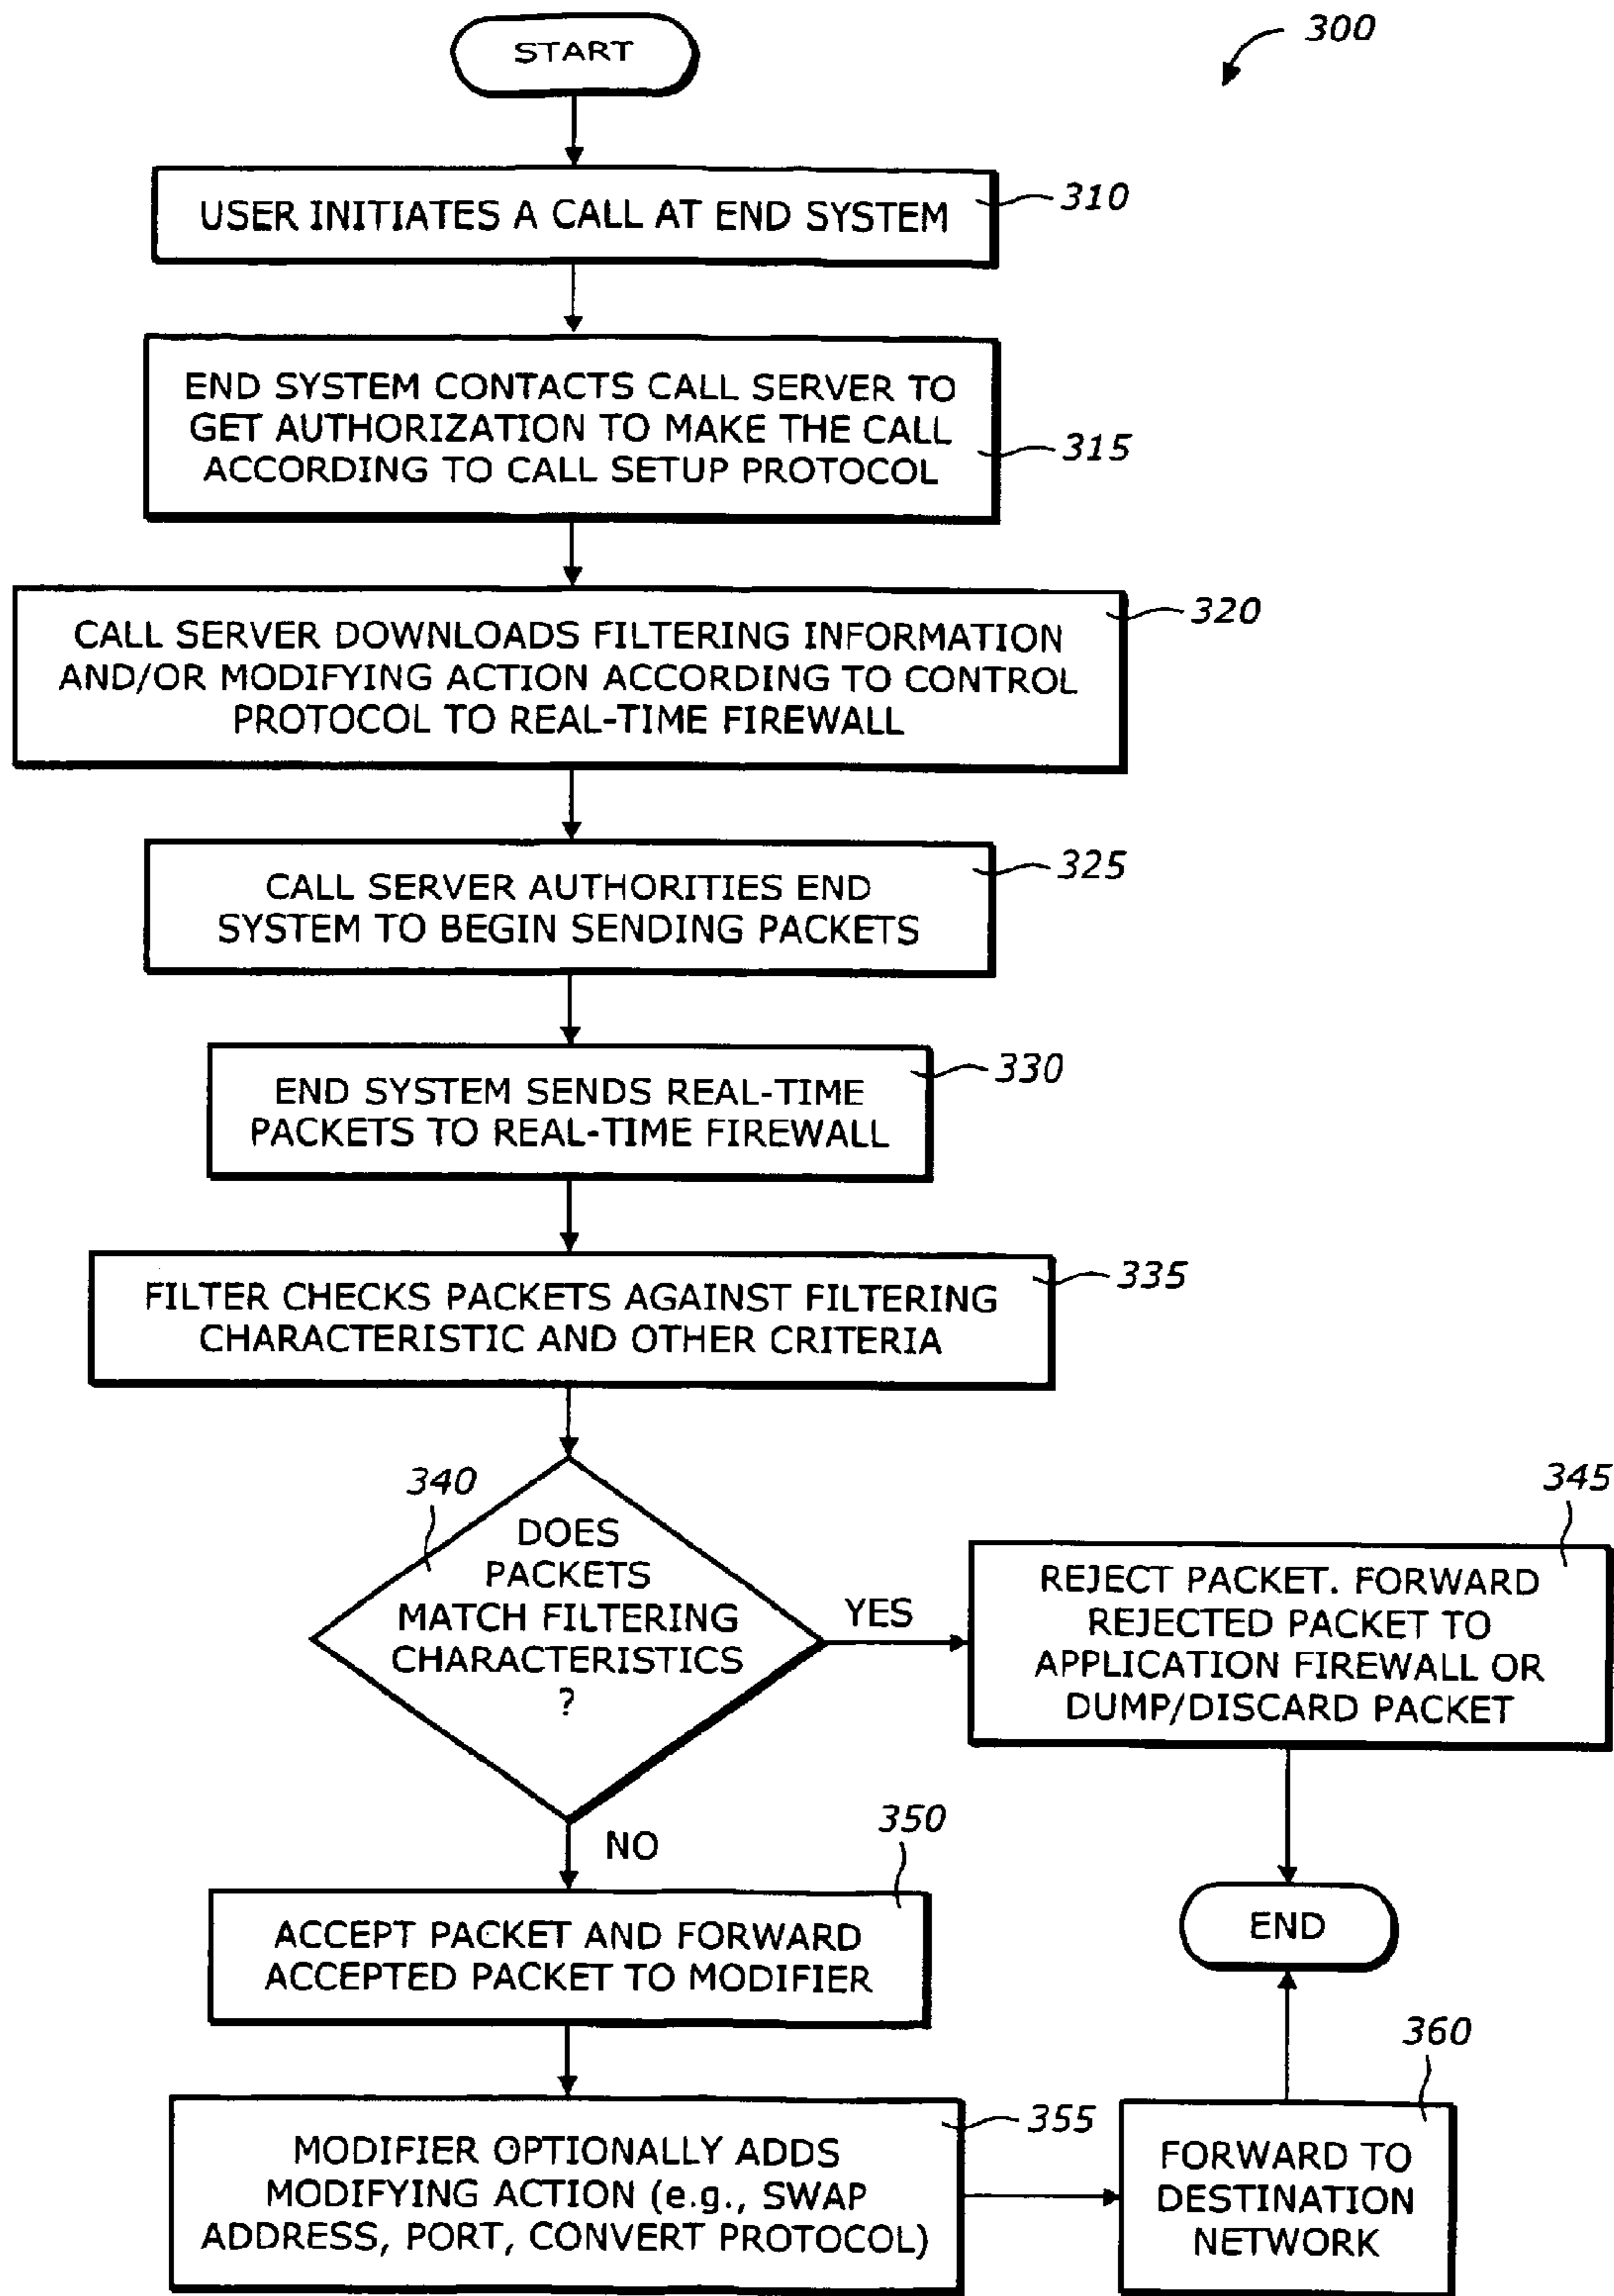 START
300
USER INITIATES A CALL AT END SYSTEM
310
END SYSTEM CONTACTS CALL SERVER TO
GET AUTHORIZATION TO MAKE THE CALL
ACCORDING TO CALL SETUP PROTOCOL
315
CALL SERVER DOWNLOADS FILTERING INFORMATION
AND/OR MODIFYING ACTION ACCORDING TO CONTROL
PROTOCOL TO REAL-TIME FIREWALL
320
CALL SERVER AUTHORITIES END
SYSTEM TO BEGIN SENDING PACKETS
325
END SYSTEM SENDS REAL-TIME
PACKETS TO REAL-TIME FIREWALL
330
FILTER CHECKS PACKETS AGAINST FILTERING
CHARACTERISTIC AND OTHER CRITERIA
335
340
DOES
PACKETS
MATCH FILTERING
CHARACTERISTICS
?
YES
345
REJECT PACKET. FORWARD
REJECTED PACKET TO
APPLICATION FIREWALL OR
DUMP/DISCARD PACKET
NO
350
ACCEPT PACKET AND FORWARD
ACCEPTED PACKET TO MODIFIER
END
355
MODIFIER OPTIONALLY ADDS
MODIFYING ACTION (e.g., SWAP
ADDRESS, PORT, CONVERT PROTOCOL)
360
FORWARD TO
DESTINATION
NETWORK